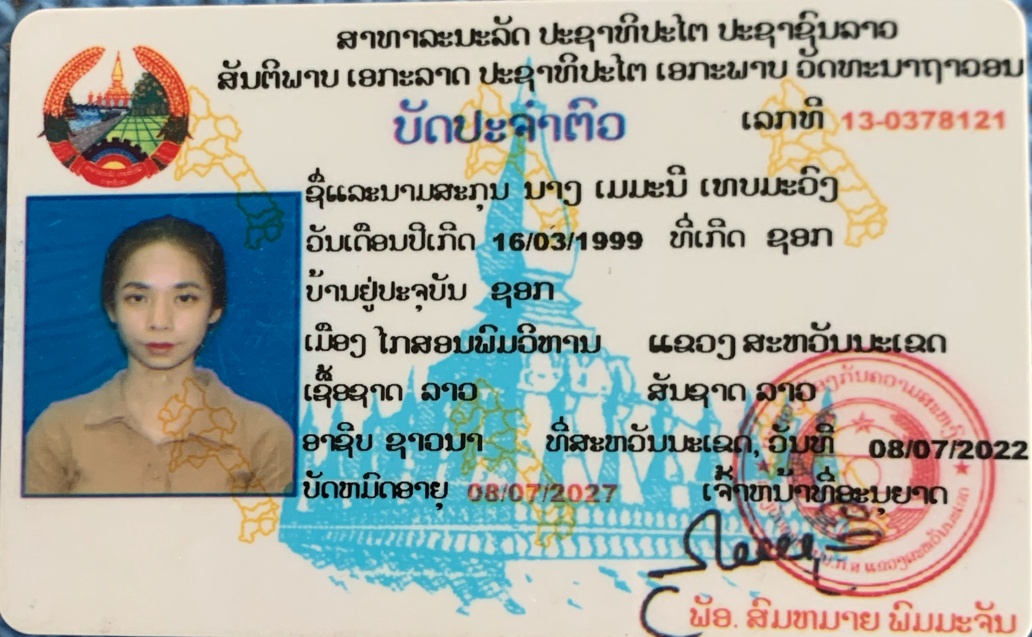 ສາທາລະນະລັດ ປະຊາທິປະໄຕ ປະຊາຊົນລາວ
ສັນຕິພາບ ເອກະລາດ ປະຊາທິປະໄຕ ເອກະພາບ ວັດທະນາຖາວອນ
ບັດປະຈຳຕົວ
ເລກທີ 13-0378121
ຊື່ແລະນາມສະກຸນ ນາງ ເມມະນີ ເທບມະວົງ
ວັນເດືອນປີເກີດ 16/03/1999 ທີ່ເກີດ ຊອກ
ບ້ານຢູ່ປະຈຸບັນ ຊອກ
ເມືອງ ໄກສອນພົມວິຫານ ແຂວງ ສະຫວັນນະເຂດ
ເຊື້ອຊາດ ລາວ ສັນຊາດ ລາວ
ອາຊິບ ຊາວນາ ທີ່ສະຫວັນນະເຂດ, ວັນທີ 08/07/2022
ບັດຫມົດອາຍຸ 08/07/2027 ເຈົ້າຫນ້າທີ່ອະນຸຍາດ
ພັອ. ສົມຫມາຍ ພົມມະຈັນ